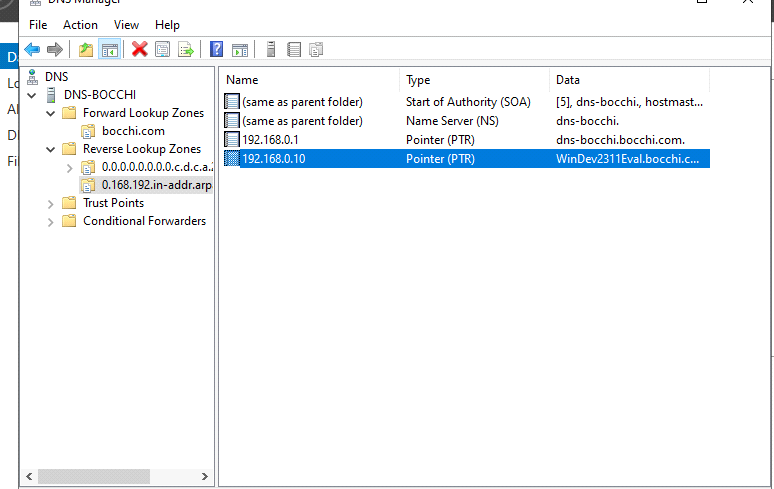 DNS Manager
File Action View Help
DNS
DNS-BOCCHI
Forward Lookup Zones
bocchi.com
Reverse Lookup Zones
0.0.0.0.0.0.0.0.c.d.c.a.
0.168.192.in-addr.arp
Trust Points
Conditional Forwarders
Name Type Data
(same as parent folder) Start of Authority (SOA) [5], dns-bocchi., hostmast...
(same as parent folder) Name Server (NS) dns-bocchi.
192.168.0.1 Pointer (PTR) dns-bocchi.bocchi.com.
192.168.0.10 Pointer (PTR) WinDev2311Eval.bocchi.c...